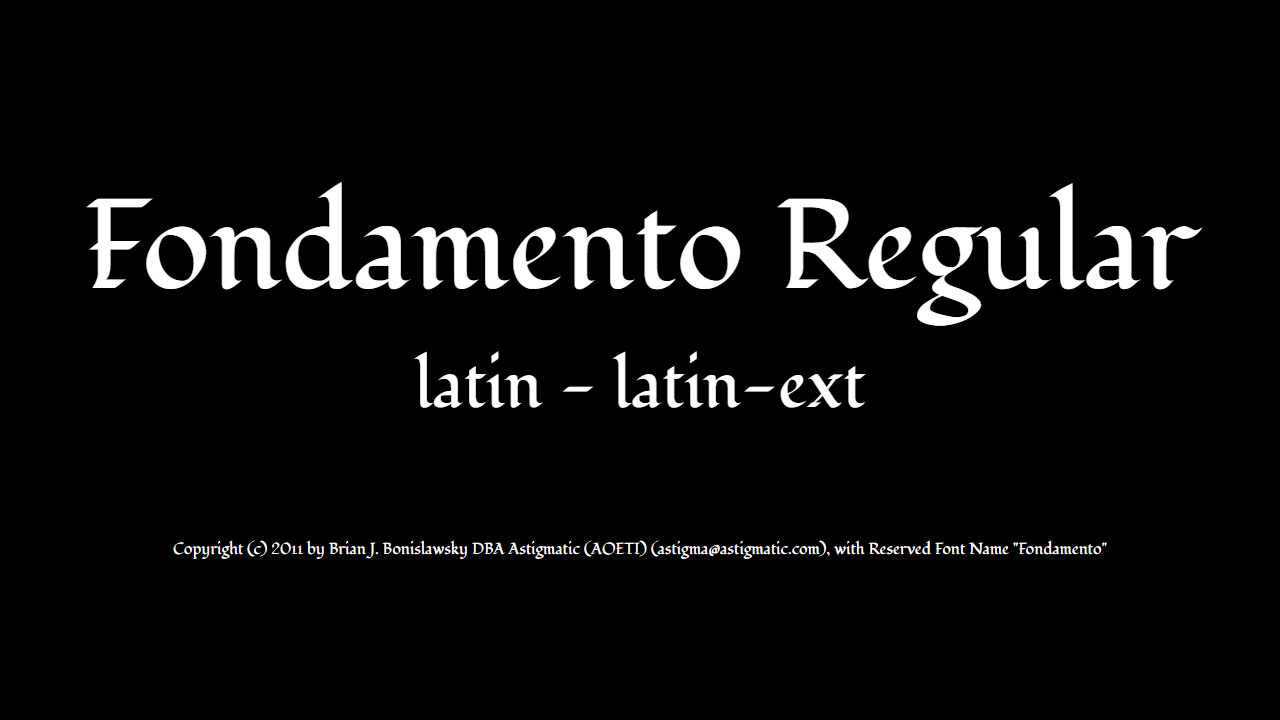 Fondamento Regular
latin - latin-ext
Copyright (c) 2011 by Brian J. Bonislawsky DBA Astigmatic (AOETI) (astigma@astigmatic.com), with Reserved Font Name "Fondamento"